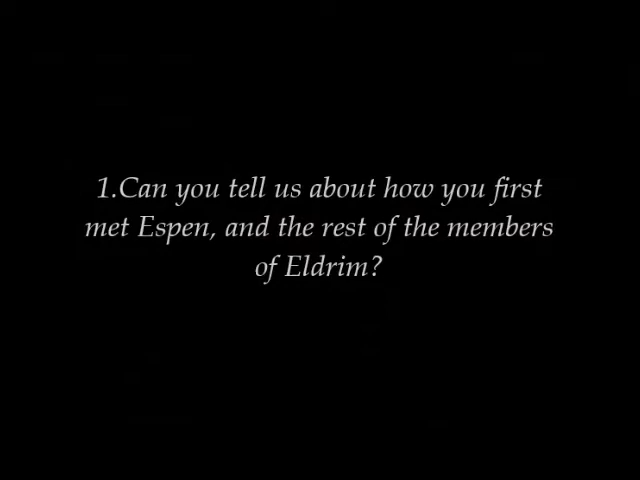 1.Can you tell us about how you first
met Espen, and the rest of the members
of Eldrim?